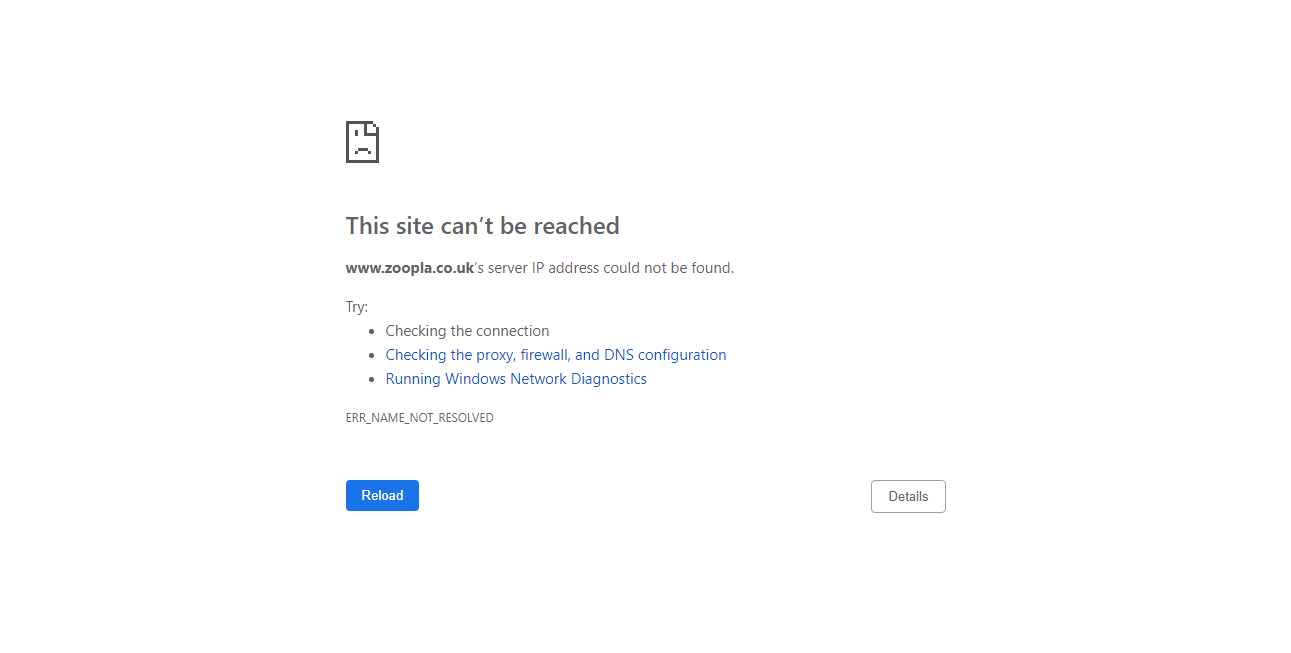 This site can’t be reached
www.zoopla.co.uk’s server IP address could not be found.
Try:
Checking the connection
Checking the proxy, firewall, and DNS configuration
Running Windows Network Diagnostics
ERR_NAME_NOT_RESOLVED
Reload
Details